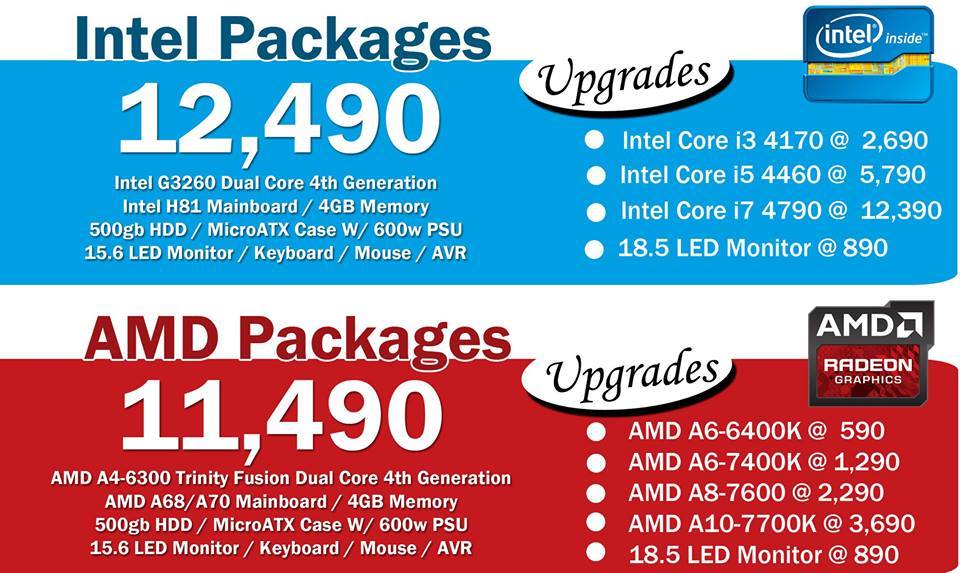 Intel Packages
12,490
Intel G3260 Dual Core 4th Generation
Intel H81 Mainboard / 4GB Memory
500gb HDD / MicroATX Case W/ 600w PSU
15.6 LED Monitor / Keyboard / Mouse / AVR
Upgrades
intel inside™
Intel Core i3 4170 @ 2,690
Intel Core i5 4460 @ 5,790
Intel Core i7 4790 @ 12,390
18.5 LED Monitor @ 890
AMD Packages
11,490
AMD A4-6300 Trinity Fusion Dual Core 4th Generation
AMD A68/A70 Mainboard / 4GB Memory
500gb HDD / MicroATX Case W/ 600w PSU
15.6 LED Monitor / Keyboard / Mouse / AVR
Upgrades
AMD
RADEON
GRAPHICS
AMD A6-6400K @ 590
AMD A6-7400K @ 1,290
AMD A8-7600 @ 2,290
AMD A10-7700K @ 3,690
18.5 LED Monitor @ 890